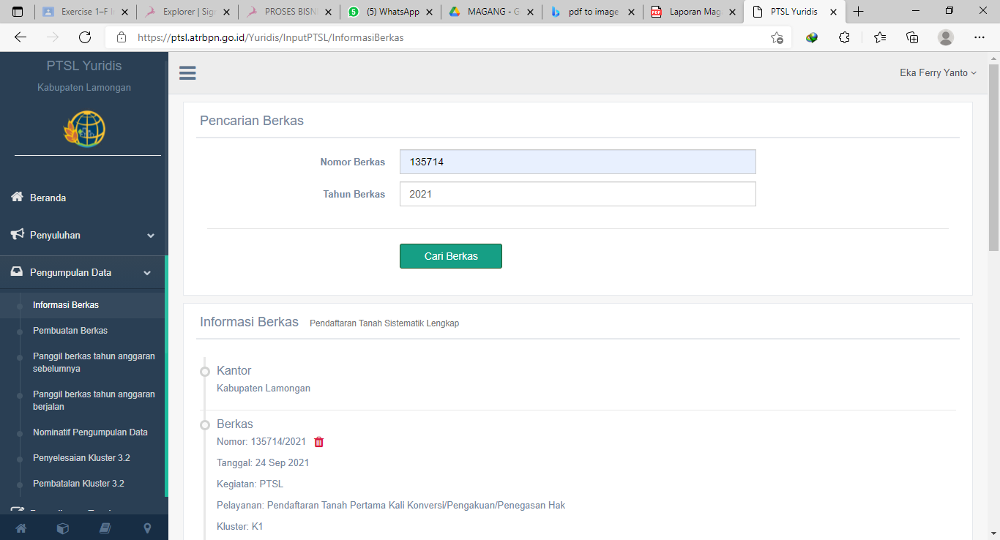 Exercise 1–F I
Explorer | Sig
PROSES BISN
(5) WhatsApp
MAGANG - G
pdf to image
PDF
Laporan Mag
PTSL Yuridis
https://ptsl.atrbpn.go.id/Yuridis/InputPTSL/InformasiBerkas
PTSL Yuridis
Kabupaten Lamongan
Beranda
Penyuluhan
Pengumpulan Data
Informasi Berkas
Pembuatan Berkas
Panggil berkas tahun anggaran
sebelumnya
Panggil berkas tahun anggaran
berjalan
Nominatif Pengumpulan Data
Penyelesaian Kluster 3.2
Pembatalan Kluster 3.2
Eka Ferry Yanto
Pencarian Berkas
Nomor Berkas 135714
Tahun Berkas 2021
Cari Berkas
Informasi Berkas Pendaftaran Tanah Sistematik Lengkap
Kantor
Kabupaten Lamongan
Berkas
Nomor: 135714/2021
Tanggal: 24 Sep 2021
Kegiatan: PTSL
Pelayanan: Pendaftaran Tanah Pertama Kali Konversi/Pengakuan/Penegasan Hak
Kluster: K1